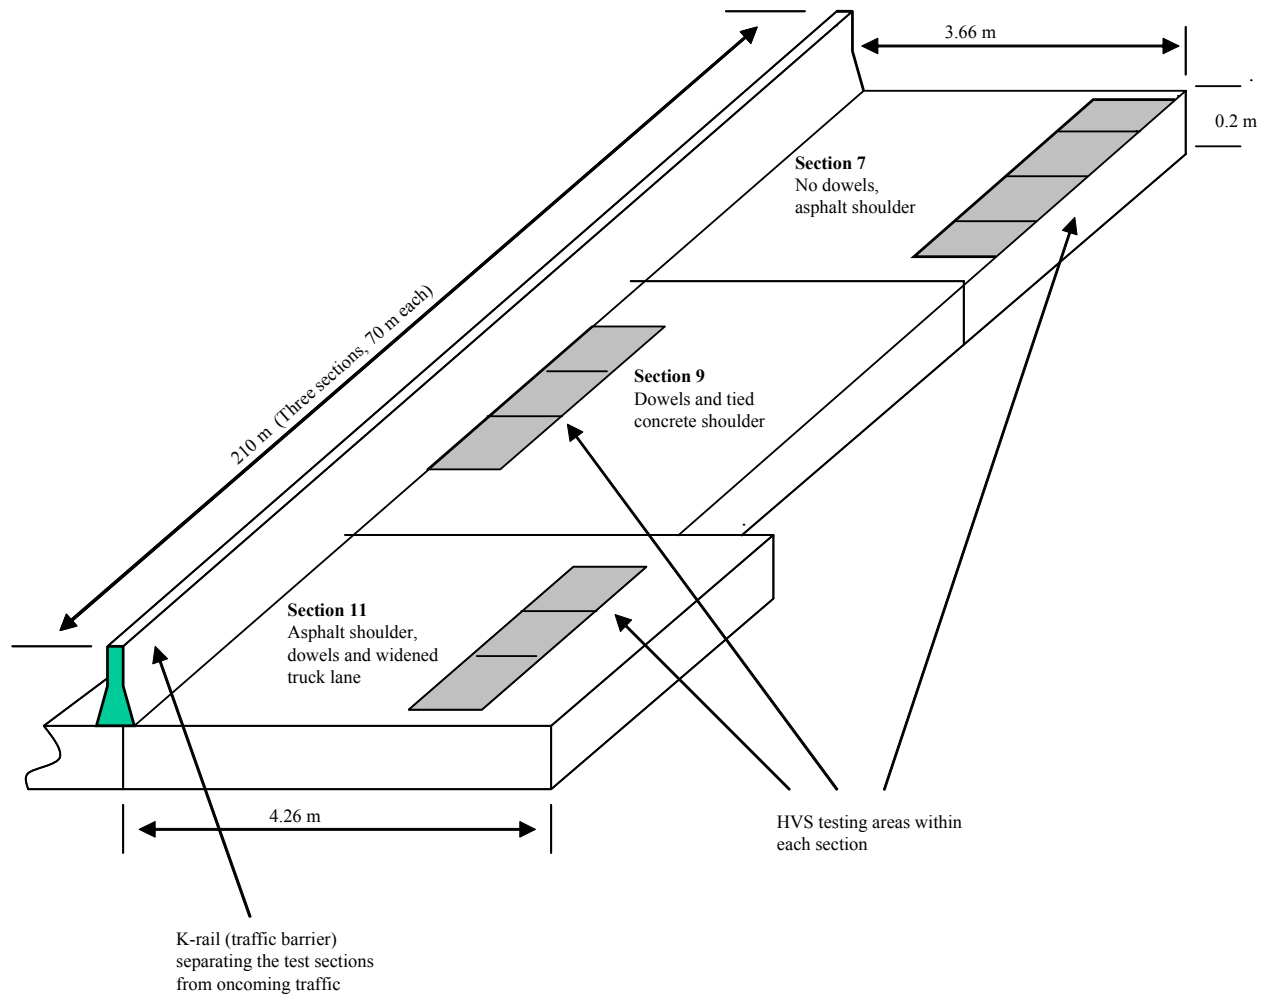 3.66 m
0.2 m
Section 7
No dowels,
asphalt shoulder
210 m (Three sections, 70 m each)
Section 9
Dowels and tied
concrete shoulder
Section 11
Asphalt shoulder,
dowels and widened
truck lane
4.26 m
HVS testing areas within
each section
K-rail (traffic barrier)
separating the test sections
from oncoming traffic